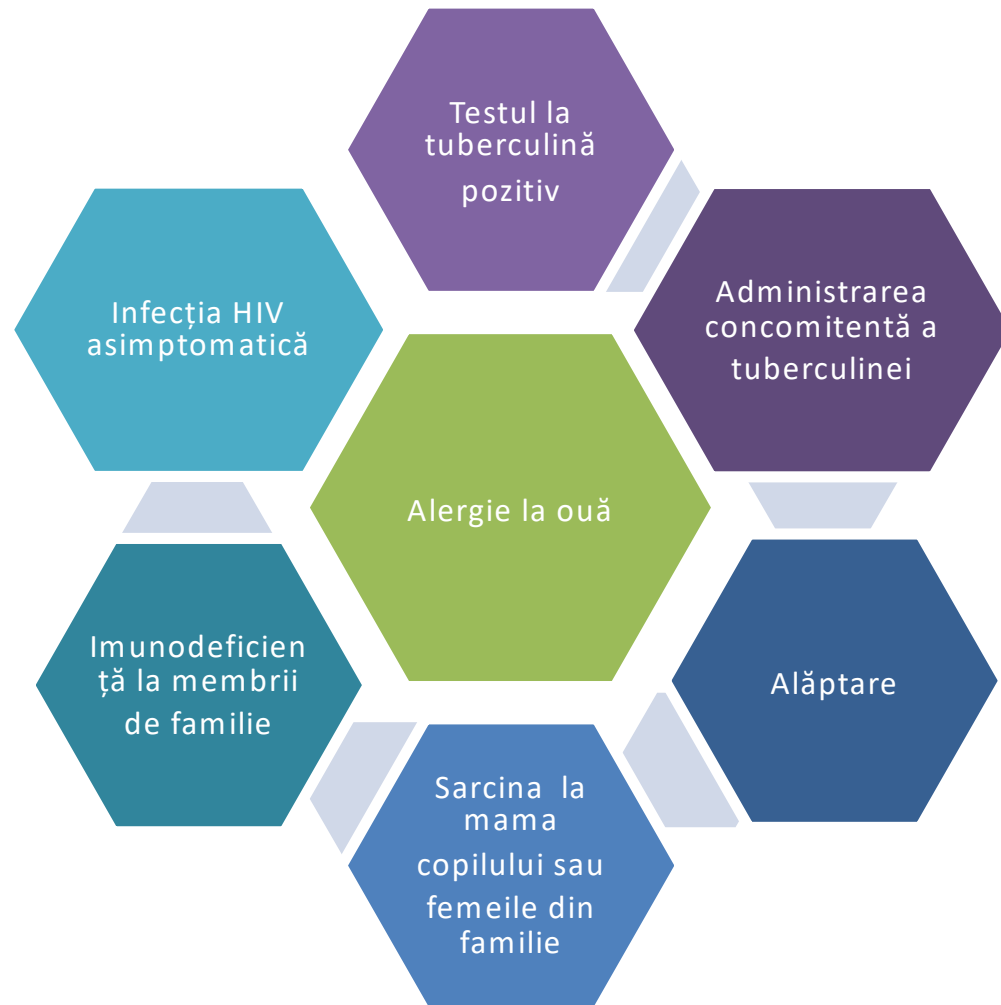 Testul la
tuberculină
pozitiv
Infecția HIV
asimptomatică
Administrarea
concomitentă a
tuberculinei
Alergie la ouă
Imunodeficien
ță la membrii
de familie
Alăptare
Sarcina la
mama
copilului sau
femeile din
familie